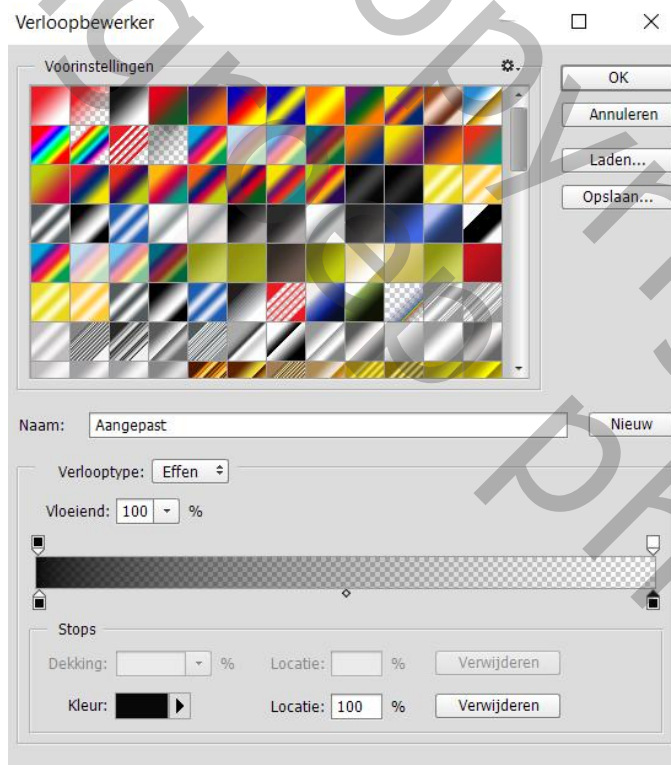 Verloopbewerker
Voorinstellingen
OK
Annuleren
Laden...
Opslaan...
Naam: Aangepast
Nieuw
Verlooptype: Effen
Vloeiend: 100 %
Stops
Dekking: % Locatie: % Verwijderen
Kleur: Locatie: 100 % Verwijderen